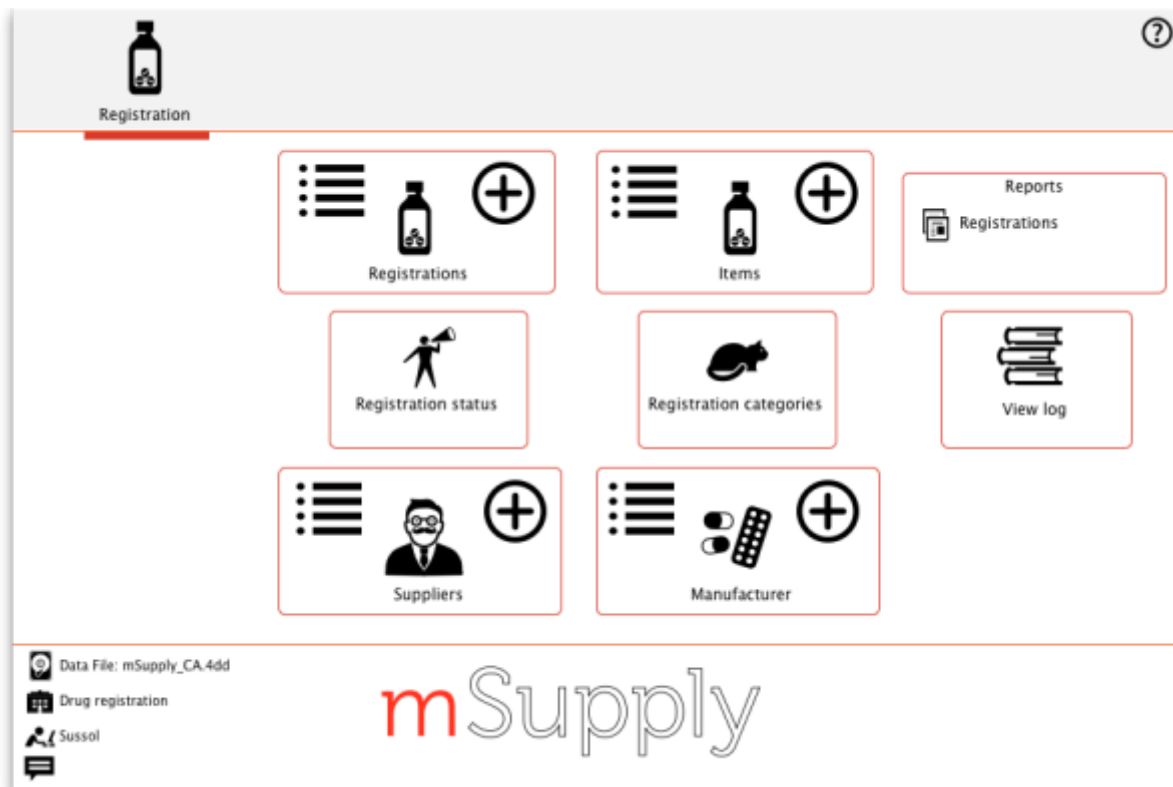 ?
Registration
Registrations
Items
Reports
Registrations
Registration status
Registration categories
View log
Suppliers
Manufacturer
Data File: mSupply_CA.4dd
Drug registration
Sussol
mSupply